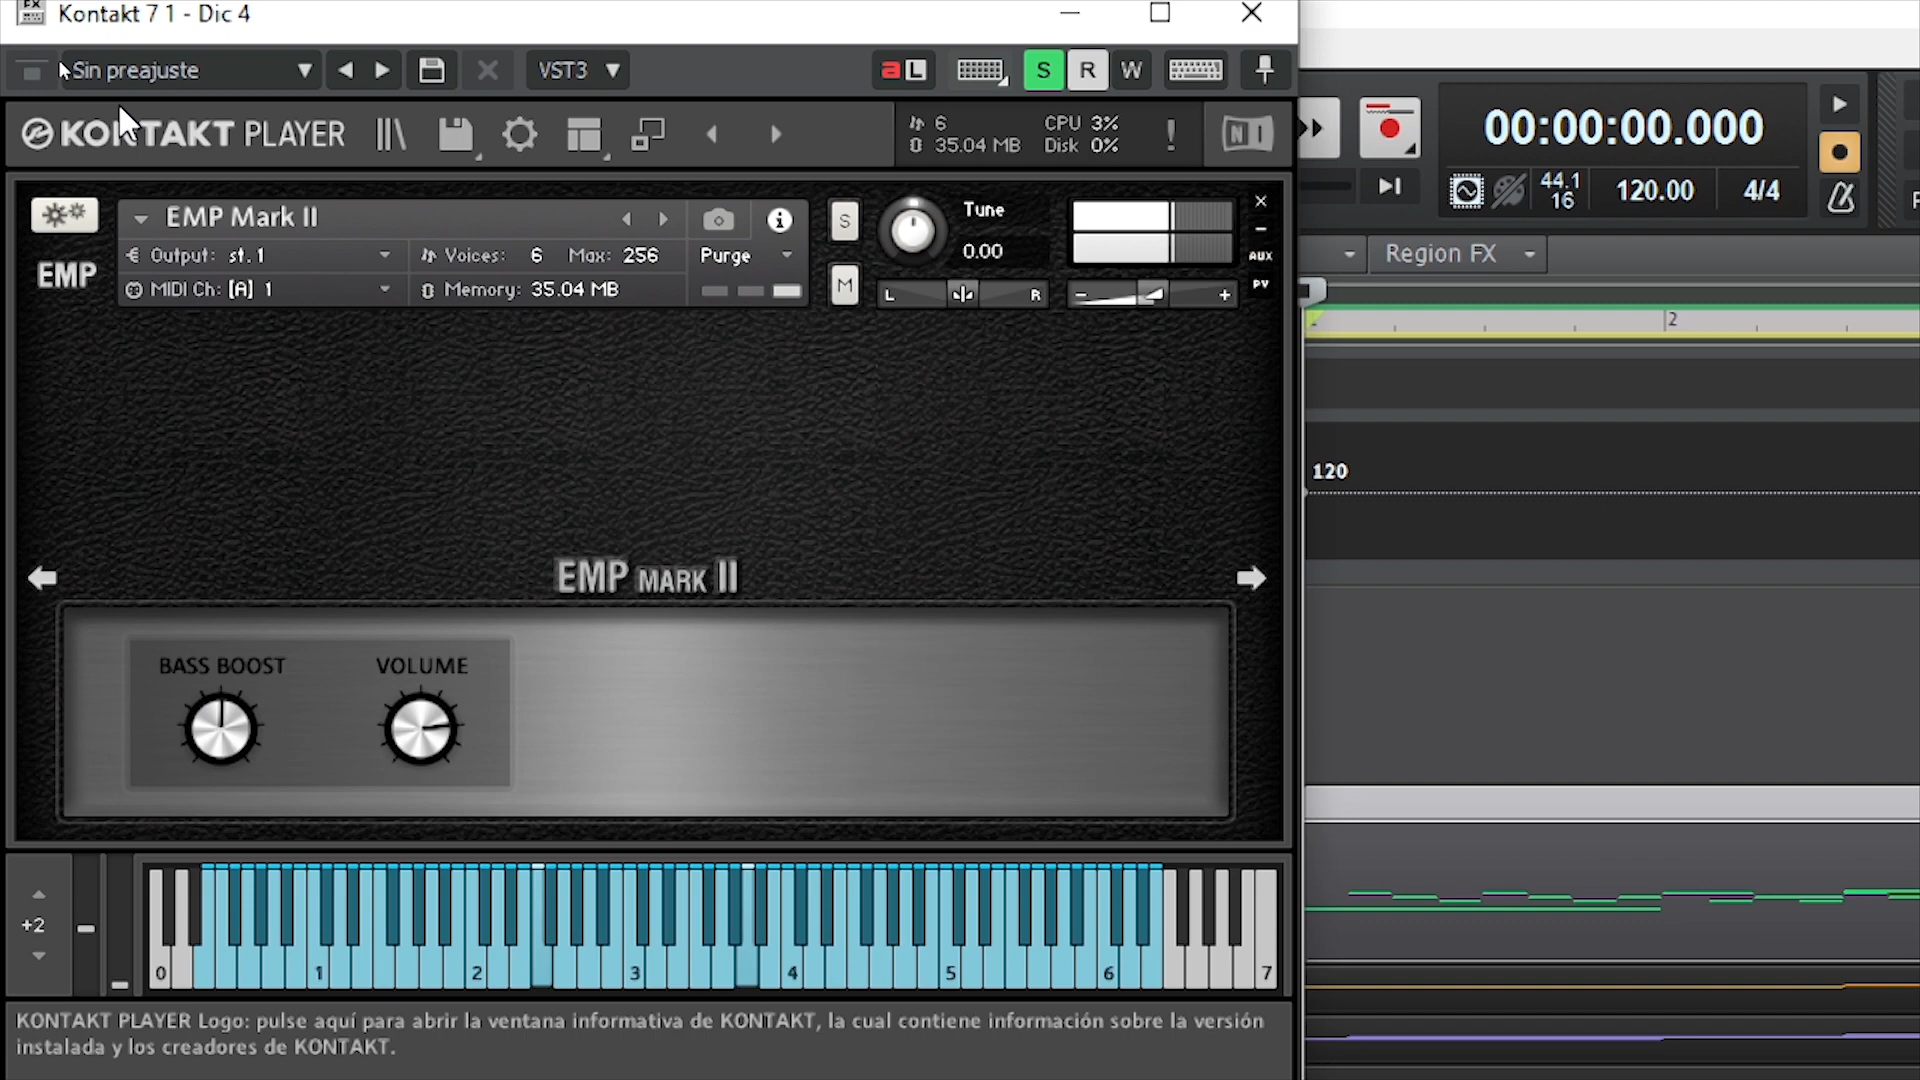 FX
Kontakt 7 1 - Dic 4
Sin preajuste
VST3
a L
S
R
W
KONTAKT PLAYER
6
35.04 MB
CPU 3%
Disk 0%
!
NI
EMP
EMP Mark II
Output: st.1
Voices: 6 Max: 256
Purge
MIDI Ch: [A] 1
Memory: 35.04 MB
S
M
Tune
0.00
L
R
-
+
AUX
PV
EMP MARK II
BASS BOOST
VOLUME
+2
0
1
2
3
4
5
6
7
KONTAKT PLAYER Logo: pulse aquí para abrir la ventana informativa de KONTAKT, la cual contiene información sobre la versión
instalada y los creadores de KONTAKT.
00:00:00.000
44.1
16
120.00
4/4
Region FX
2
120